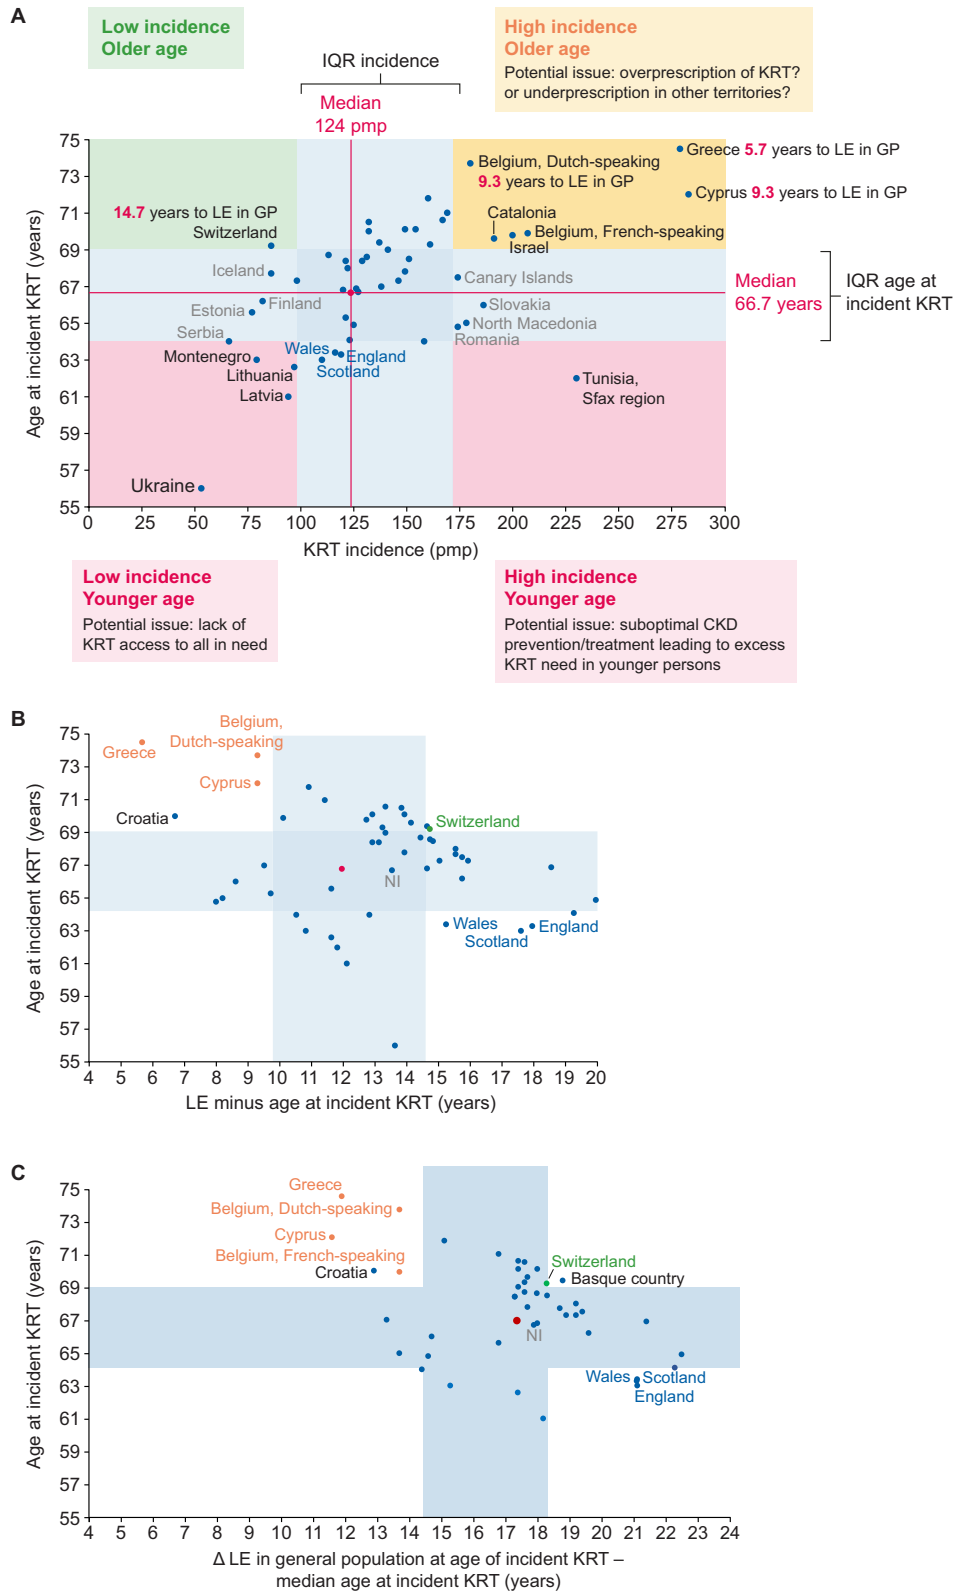 A
Low incidence
Older age
High incidence
Older age
Potential issue: overprescription of KRT?
or underprescription in other territories?
IQR incidence
Median
124 pmp
Age at incident KRT (years)
75
73
71
69
67
65
63
61
59
57
55
14.7 years to LE in GP
Switzerland
Iceland
Finland
Estonia
Serbia
Montenegro
Lithuania
Latvia
Ukraine
Wales
England
Scotland
Belgium, Dutch-speaking
9.3 years to LE in GP
Greece 5.7 years to LE in GP
Cyprus 9.3 years to LE in GP
Catalonia
Belgium, French-speaking
Israel
Canary Islands
Slovakia
North Macedonia
Romania
Tunisia,
Sfax region
Median
66.7 years
IQR age at
incident KRT
0 25 50 75 100 125 150 175 200 225 250 275 300
KRT incidence (pmp)
Low incidence
Younger age
Potential issue: lack of
KRT access to all in need
High incidence
Younger age
Potential issue: suboptimal CKD
prevention/treatment leading to excess
KRT need in younger persons
B
Age at incident KRT (years)
75
73
71
69
67
65
63
61
59
57
55
Belgium,
Dutch-speaking
Greece
Cyprus
Croatia
Switzerland
NI
Wales
England
Scotland
4 5 6 7 8 9 10 11 12 13 14 15 16 17 18 19 20
LE minus age at incident KRT (years)
C
Age at incident KRT (years)
75
73
71
69
67
65
63
61
59
57
55
Greece
Belgium, Dutch-speaking
Cyprus
Belgium, French-speaking
Croatia
Switzerland
Basque country
NI
Wales
Scotland
England
4 5 6 7 8 9 10 11 12 13 14 15 16 17 18 19 20 21 22 23 24
Δ LE in general population at age of incident KRT –
median age at incident KRT (years)